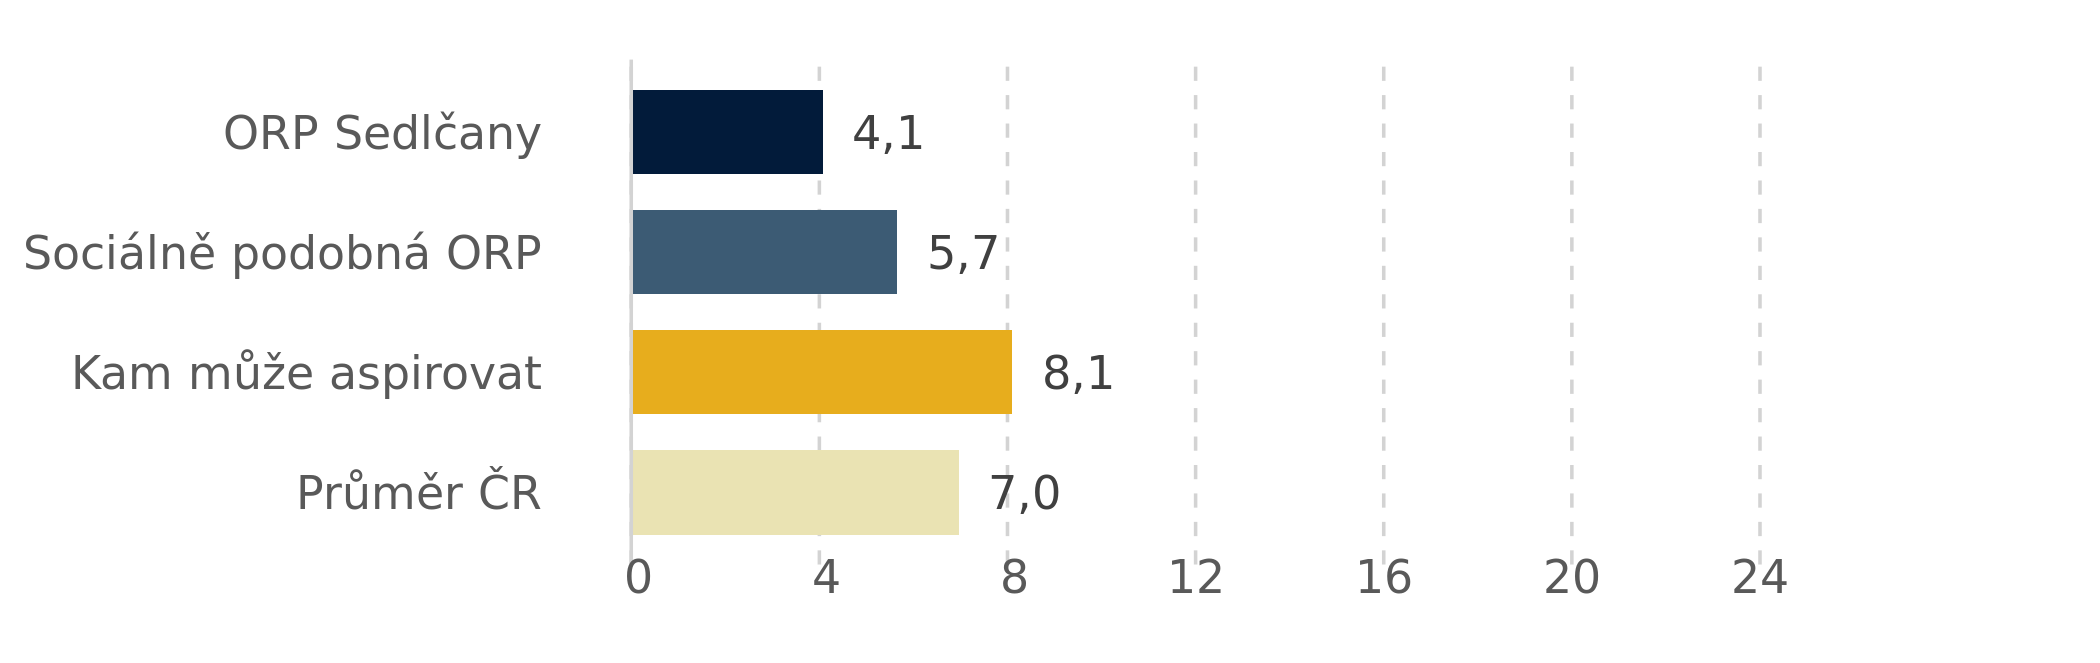 ORP Sedlčany 4,1
Sociálně podobná ORP 5,7
Kam může aspirovat 8,1
Průměr ČR 7,0
0 4 8 12 16 20 24